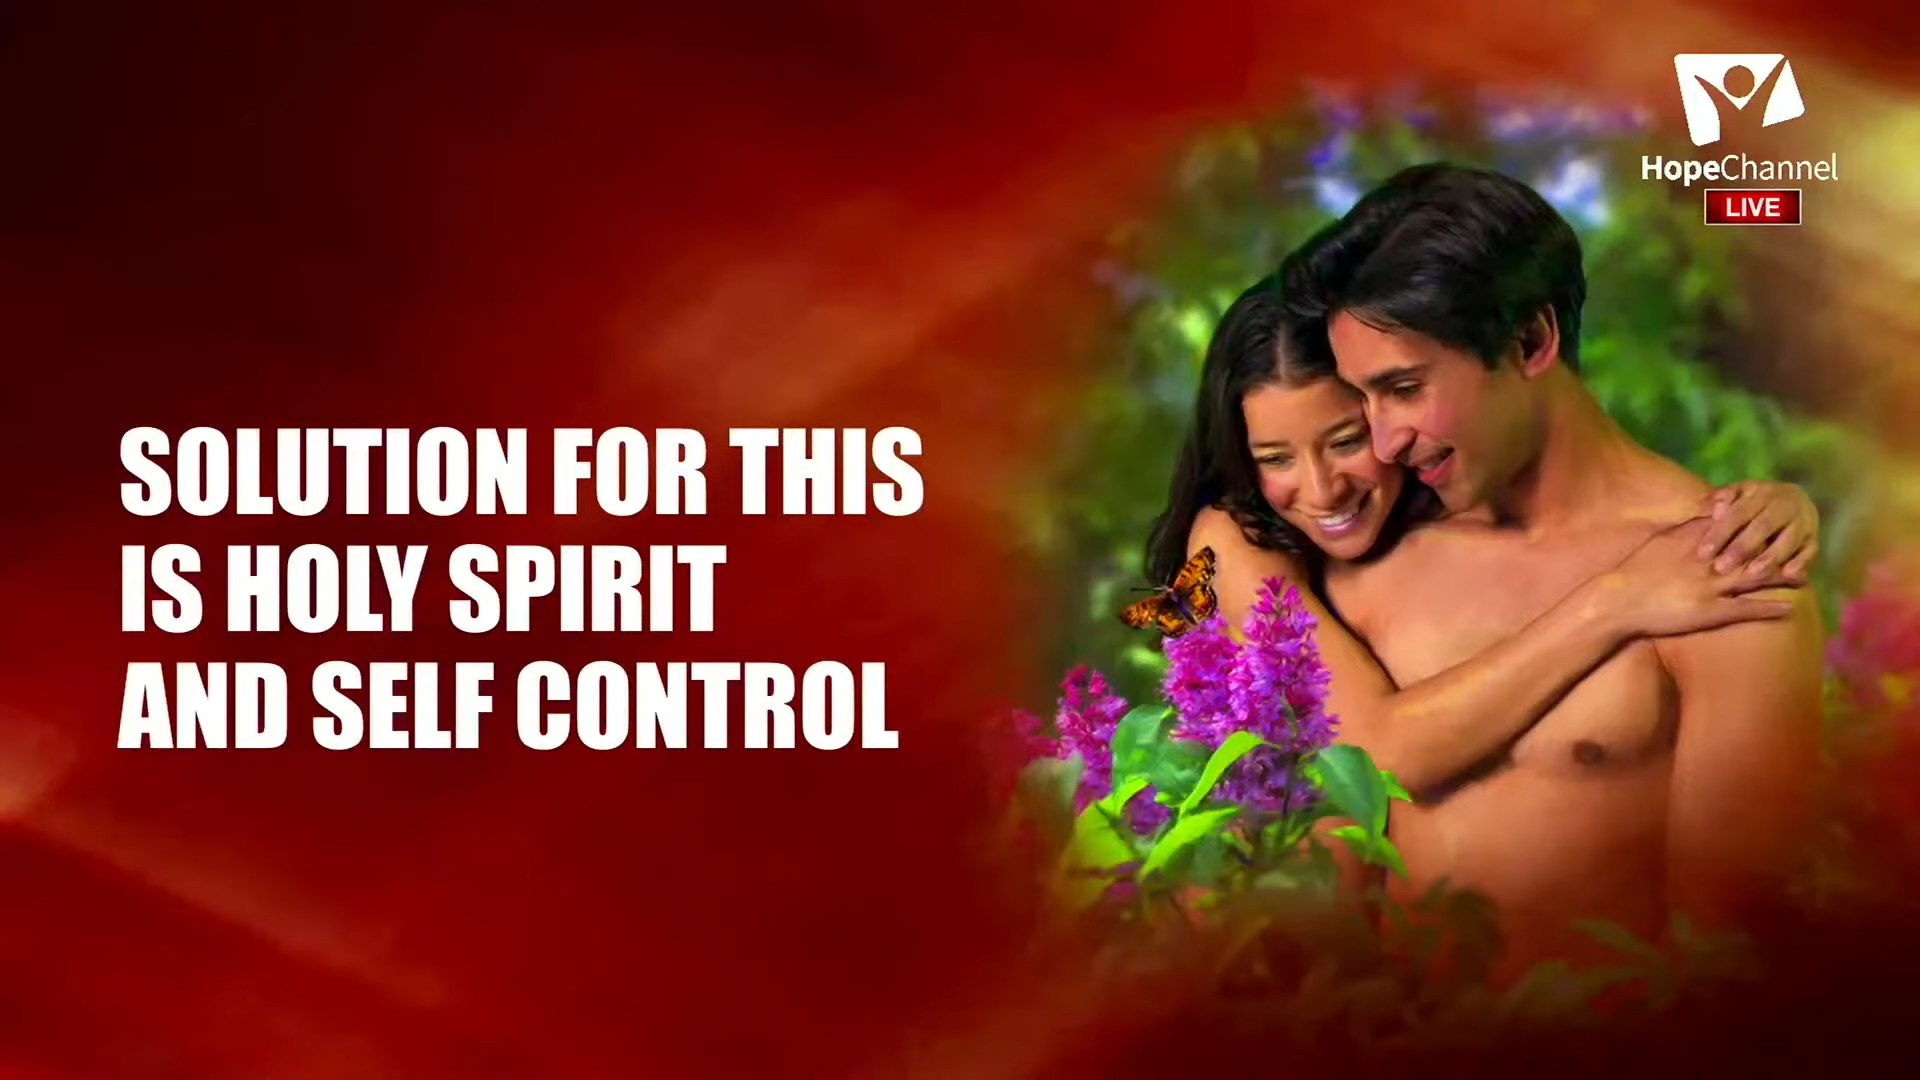 HopeChannel
LIVE
SOLUTION FOR THIS
IS HOLY SPIRIT
AND SELF CONTROL